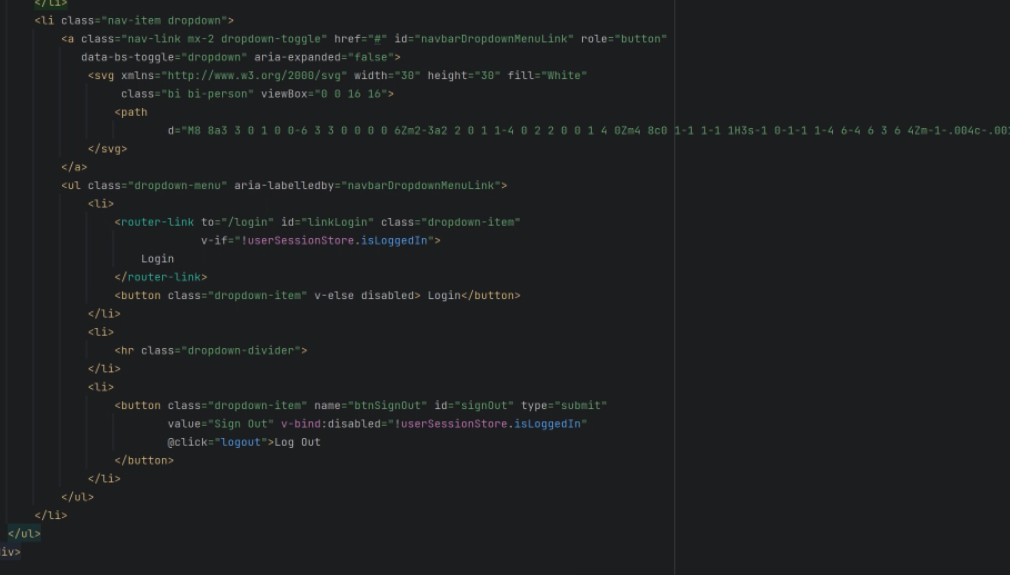 </li>
<li class="nav-item dropdown">
<a class="nav-link mx-2 dropdown-toggle" href="#" id="navbarDropdownMenuLink" role="button"
data-bs-toggle="dropdown" aria-expanded="false">
<svg xmlns="http://www.w3.org/2000/svg" width="30" height="30" fill="White"
class="bi bi-person" viewBox="0 0 16 16">
<path
d="M8 8a3 3 0 1 0 0-6 3 3 0 0 0 0 6Zm2-3a2 2 0 1 1-4 0 2 2 0 0 1 4 0Zm4 8c0 1-1 1-1 1H3s-1 0-1-1 1-4 6-4 6 3 6 4Zm-1-.004c-.001
</svg>
</a>
<ul class="dropdown-menu" aria-labelledby="navbarDropdownMenuLink">
<li>
<router-link to="/login" id="linkLogin" class="dropdown-item"
v-if="!userSessionStore.isLoggedIn">
Login
</router-link>
<button class="dropdown-item" v-else disabled> Login</button>
</li>
<li>
<hr class="dropdown-divider">
</li>
<li>
<button class="dropdown-item" name="btnSignOut" id="signOut" type="submit"
value="Sign Out" v-bind:disabled="!userSessionStore.isLoggedIn"
@click="logout">Log Out
</button>
</li>
</ul>
</li>
</ul>
iv>